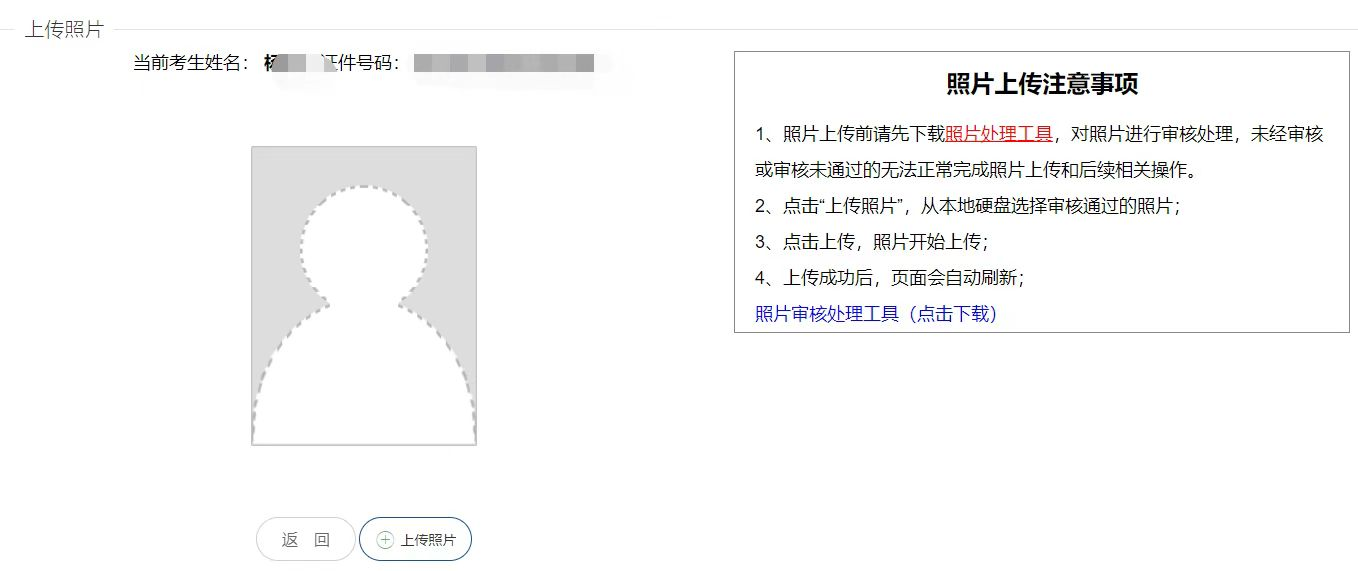 上传照片
当前考生姓名： 证件号码：
照片上传注意事项
1、照片上传前请先下载照片处理工具，对照片进行审核处理，未经审核
或审核未通过的无法正常完成照片上传和后续相关操作。
2、点击“上传照片”，从本地硬盘选择审核通过的照片；
3、点击上传，照片开始上传；
4、上传成功后，页面会自动刷新；
照片审核处理工具（点击下载）
返 回
上传照片